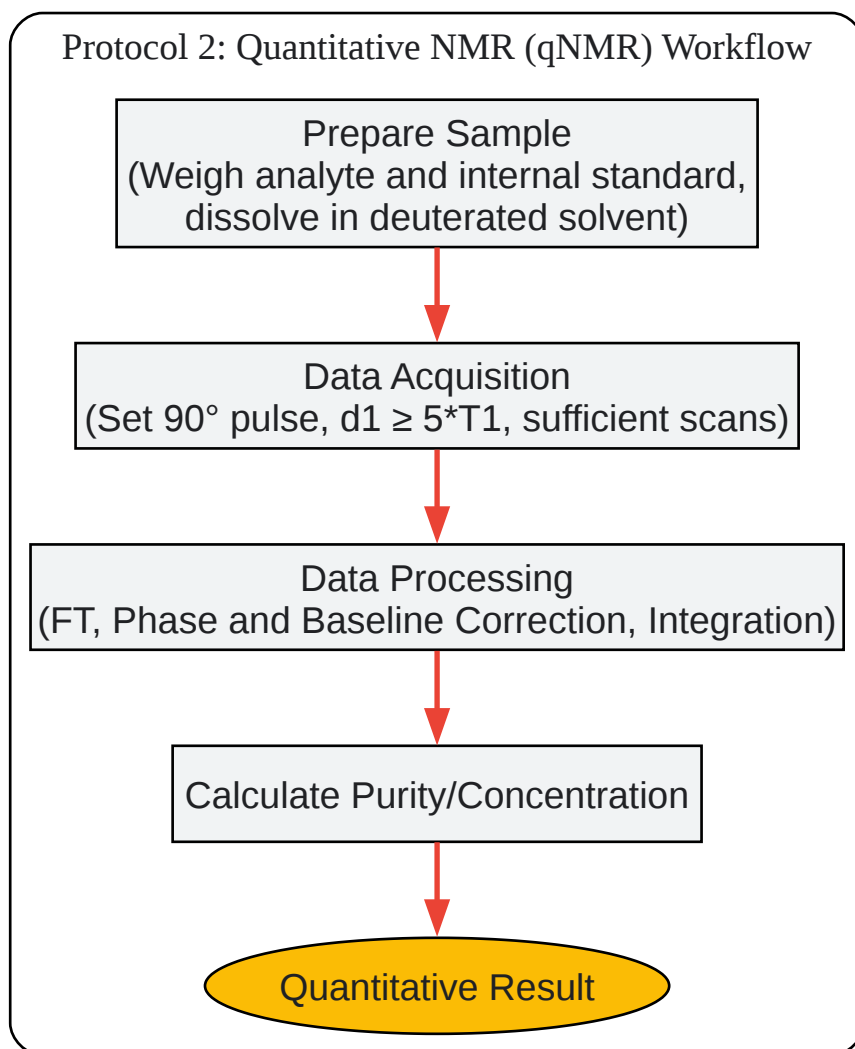 Protocol 2: Quantitative NMR (qNMR) Workflow
Prepare Sample
(Weigh analyte and internal standard,
dissolve in deuterated solvent)
Data Acquisition
(Set 90° pulse, d1 ≥ 5*T1, sufficient scans)
Data Processing
(FT, Phase and Baseline Correction, Integration)
Calculate Purity/Concentration
Quantitative Result